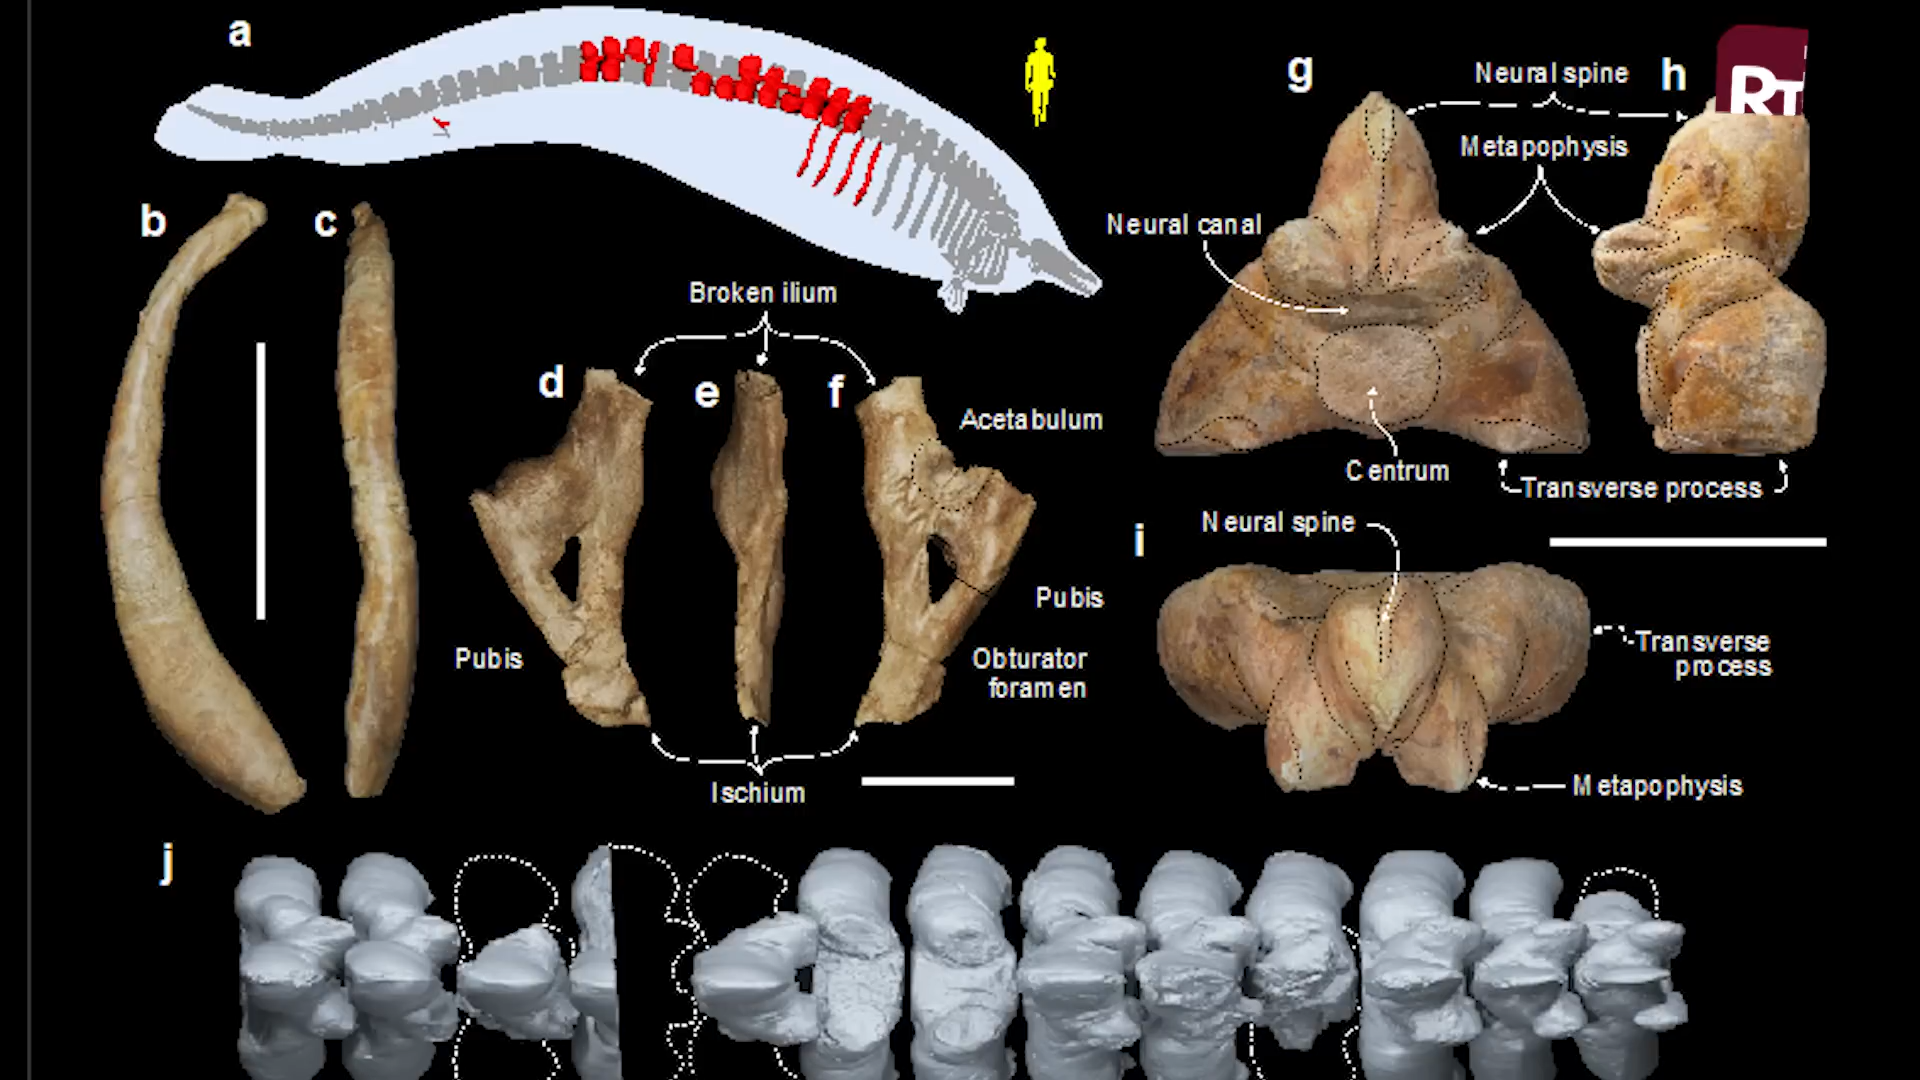 a
g
Neural spine
h
RT
Metapophysis
b
c
Neural canal
Broken ilium
d
e
f
Acetabulum
Centrum
Transverse process
i
Neural spine
Pubis
Pubis
Obturator
foramen
Transverse
process
Ischium
Metapophysis
j